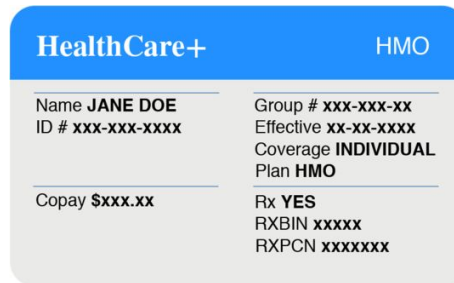 HealthCare+ HMO
Name JANE DOE
ID # xxx-xxx-xxxx
Group # xxx-xxx-xx
Effective xx-xx-xxxx
Coverage INDIVIDUAL
Plan HMO
Copay $xxx.xx
Rx YES
RXBIN xxxxx
RXPCN xxxxxxx